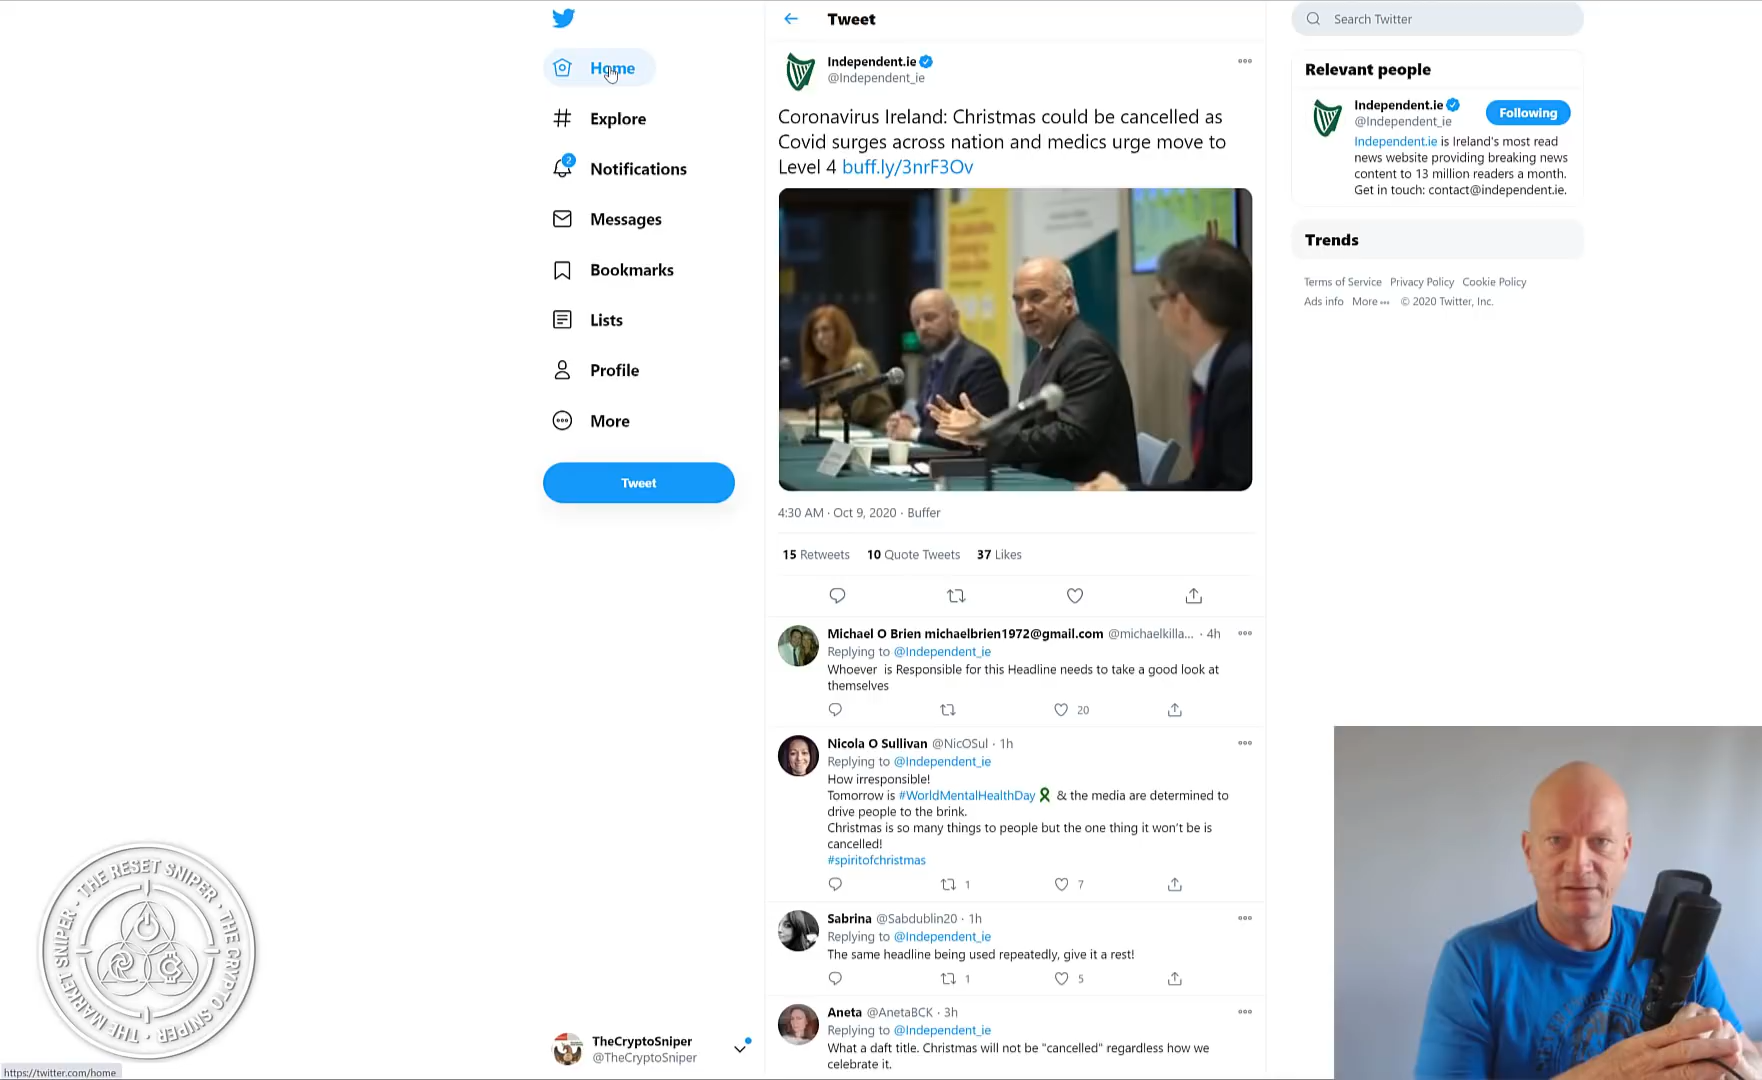 Home
Explore
2
Notifications
Messages
Bookmarks
Lists
Profile
More
Tweet
TheCryptoSniper
@TheCryptoSniper
https://twitter.com/home
THE RESET SNIPER - THE CRYPTO SNIPER - THE MARKET SNIPER -
Tweet
Independent.ie
@Independent_ie
Coronavirus Ireland: Christmas could be cancelled as
Covid surges across nation and medics urge move to
Level 4 buff.ly/3nrF3Ov
4:30 AM · Oct 9, 2020 · Buffer
15 Retweets 10 Quote Tweets 37 Likes
Michael O Brien michaelbrien1972@gmail.com @michaelkilla... · 4h
Replying to @Independent_ie
Whoever is Responsible for this Headline needs to take a good look at
themselves
20
Nicola O Sullivan @NicOSul · 1h
Replying to @Independent_ie
How irresponsible!
Tomorrow is #WorldMentalHealthDay & the media are determined to
drive people to the brink.
Christmas is so many things to people but the one thing it won't be is
cancelled!
#spiritofchristmas
1 7
Sabrina @Sabdublin20 · 1h
Replying to @Independent_ie
The same headline being used repeatedly, give it a rest!
1 5
Aneta @AnetaBCK · 3h
Replying to @Independent_ie
What a daft title. Christmas will not be "cancelled" regardless how we
celebrate it.
Search Twitter
Relevant people
Independent.ie
@Independent_ie
Following
Independent.ie is Ireland's most read
news website providing breaking news
content to 13 million readers a month.
Get in touch: contact@independent.ie.
Trends
Terms of Service Privacy Policy Cookie Policy
Ads info More ••• © 2020 Twitter, Inc.